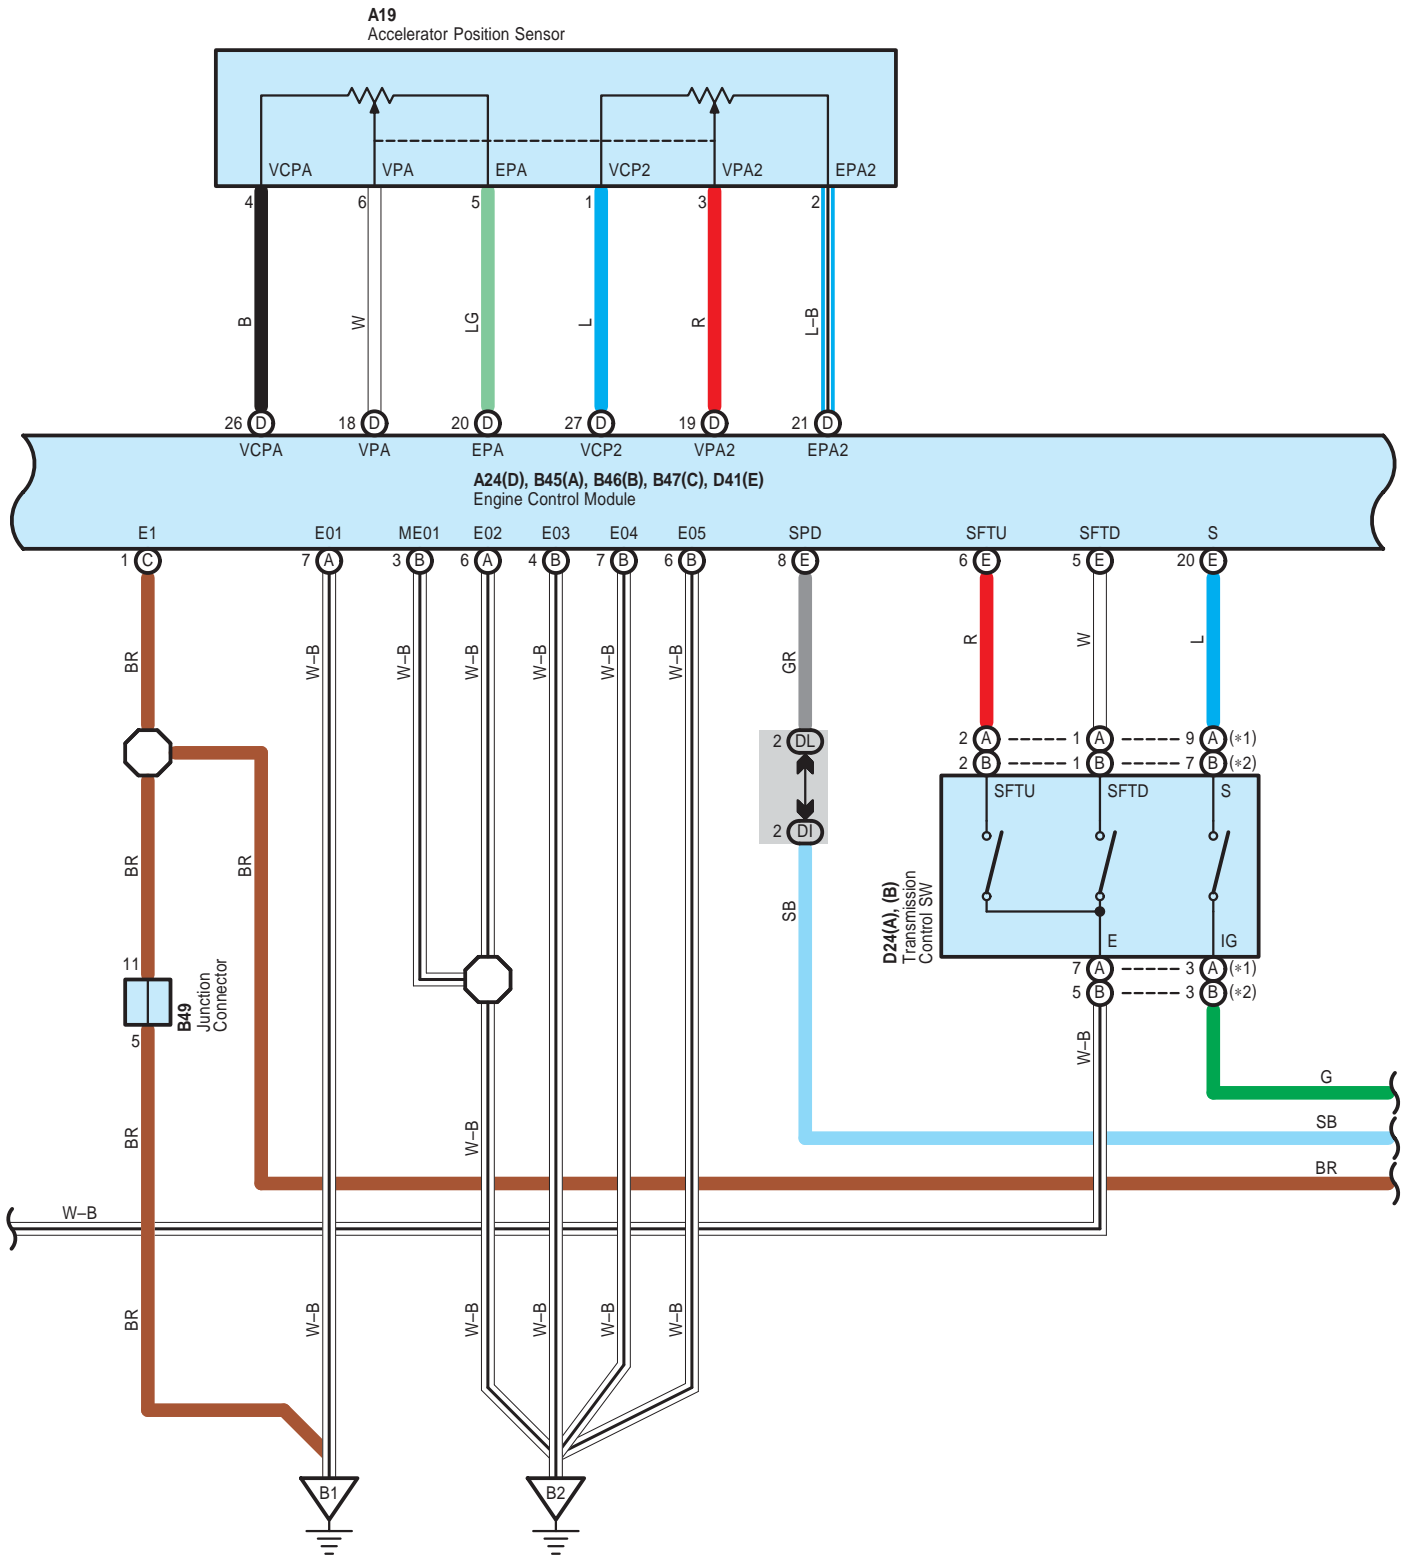 A19
Accelerator Position Sensor
VCPA VPA EPA VCP2 VPA2 EPA2
4 6 5 1 3 2
B W LG L R L–B
26 D 18 D 20 D 27 D 19 D 21 D
VCPA VPA EPA VCP2 VPA2 EPA2
A24(D), B45(A), B46(B), B47(C), D41(E)
Engine Control Module
E1 E01 ME01 E02 E03 E04 E05 SPD SFTU SFTD S
1 C 7 A 3 B 6 A 4 B 7 B 6 B 8 E 6 E 5 E 20 E
BR W–B W–B W–B W–B W–B W–B GR R W L
2 DL 2 A 1 A 9 A (*1)
2 B 1 B 7 B (*2)
SFTU SFTD S
2 DI
BR BR SB
D24(A), (B)
Transmission
Control SW
E IG
11 7 A 3 A (*1)
5 B 3 B (*2)
B49
Junction
Connector
5
W–B
G
SB
BR W–B
BR
W–B
BR W–B W–B W–B W–B W–B
B1 B2